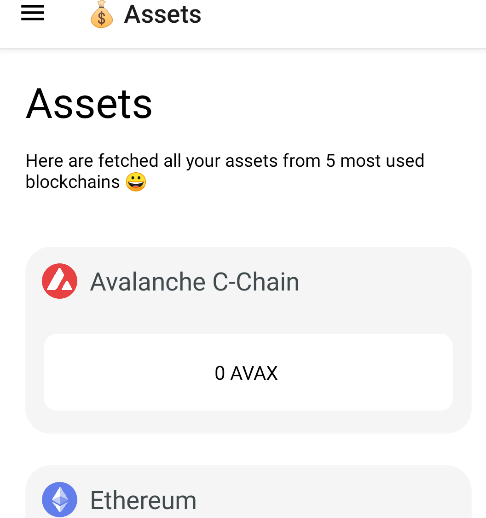 💰 Assets
Assets
Here are fetched all your assets from 5 most used
blockchains 😀
Avalanche C-Chain
0 AVAX
Ethereum